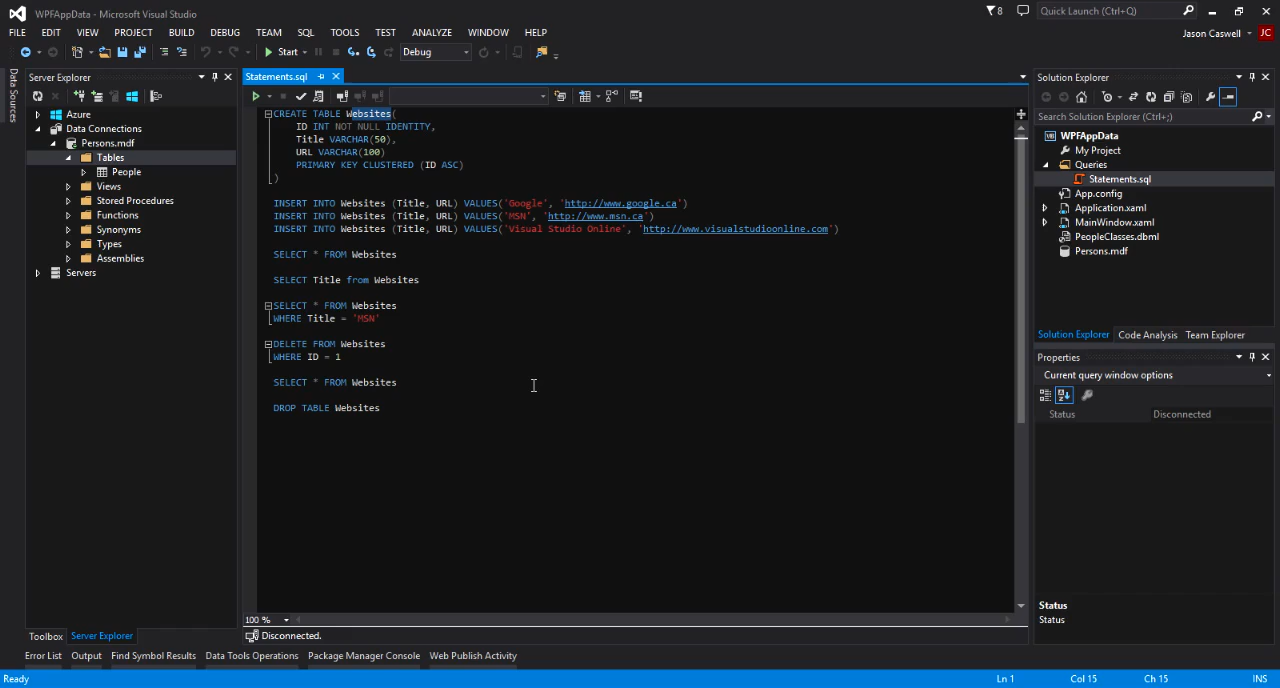 WPFAppData - Microsoft Visual Studio
8
Quick Launch (Ctrl+Q)
FILE EDIT VIEW PROJECT BUILD DEBUG TEAM SQL TOOLS TEST ANALYZE WINDOW HELP
Jason Caswell JC
Start Debug
Data Sources
Server Explorer
Azure
Data Connections
Persons.mdf
Tables
People
Views
Stored Procedures
Functions
Synonyms
Types
Assemblies
Servers
Toolbox Server Explorer
Statements.sql
CREATE TABLE Websites(
ID INT NOT NULL IDENTITY,
Title VARCHAR(50),
URL VARCHAR(100)
PRIMARY KEY CLUSTERED (ID ASC)
)
INSERT INTO Websites (Title, URL) VALUES('Google', 'http://www.google.ca')
INSERT INTO Websites (Title, URL) VALUES('MSN', 'http://www.msn.ca')
INSERT INTO Websites (Title, URL) VALUES('Visual Studio Online', 'http://www.visualstudioonline.com')
SELECT * FROM Websites
SELECT Title from Websites
SELECT * FROM Websites
WHERE Title = 'MSN'
DELETE FROM Websites
WHERE ID = 1
SELECT * FROM Websites
DROP TABLE Websites
100 %
Disconnected.
Solution Explorer
Search Solution Explorer (Ctrl+;)
WPFAppData
My Project
Queries
Statements.sql
App.config
Application.xaml
MainWindow.xaml
PeopleClasses.dbml
Persons.mdf
Solution Explorer Code Analysis Team Explorer
Properties
Current query window options
Status Disconnected
Status
Status
Error List Output Find Symbol Results Data Tools Operations Package Manager Console Web Publish Activity
Ready Ln 1 Col 15 Ch 15 INS